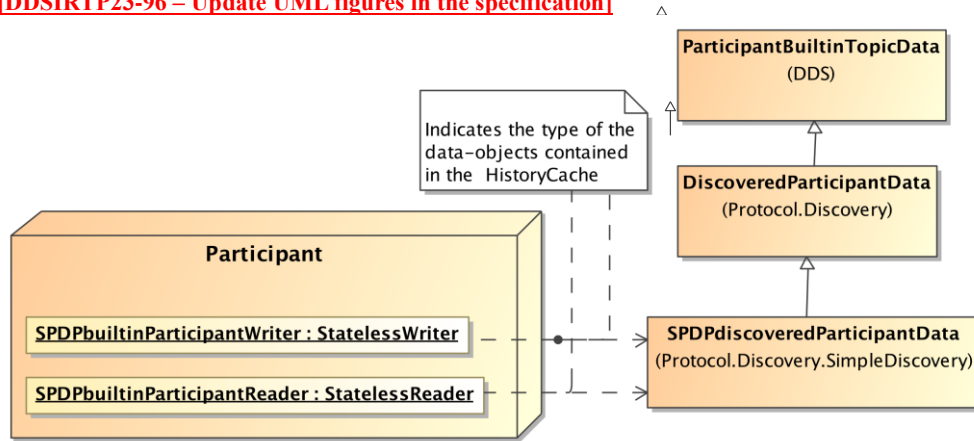 [DDSIRTP23-96 – Update UML figures in the specification]
ParticipantBuiltinTopicData
(DDS)
Indicates the type of the
data-objects contained
in the HistoryCache
DiscoveredParticipantData
(Protocol.Discovery)
Participant
SPDPbuiltinParticipantWriter : StatelessWriter
SPDPdiscoveredParticipantData
(Protocol.Discovery.SimpleDiscovery)
SPDPbuiltinParticipantReader : StatelessReader